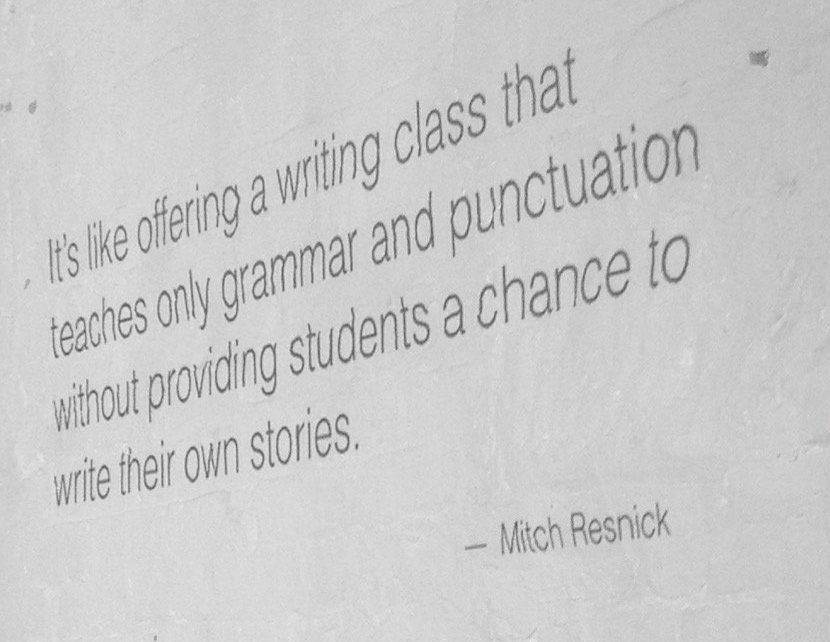 It's like offering a writing class that
teaches only grammar and punctuation
without providing students a chance to
write their own stories.
— Mitch Resnick